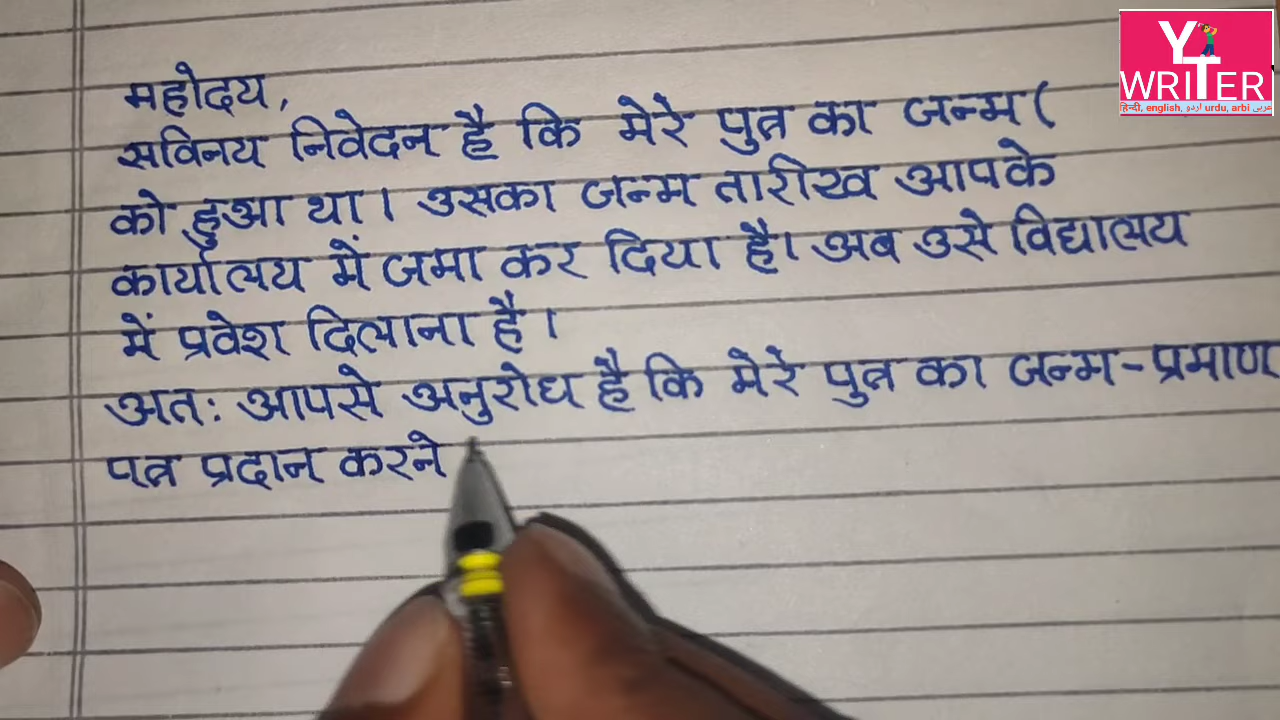 YT
WRITER
हिन्दी, english, اردو urdu, arbi عربی
महोदय,
सविनय निवेदन है कि मेरे पुत्र का जन्म (
को हुआ था। उसका जन्म तारीख आपके
कार्यालय में जमा कर दिया है। अब उसे विद्यालय
में प्रवेश दिलाना है।
अतः आपसे अनुरोध है कि मेरे पुत्र का जन्म-प्रमाण
पत्र प्रदान करने